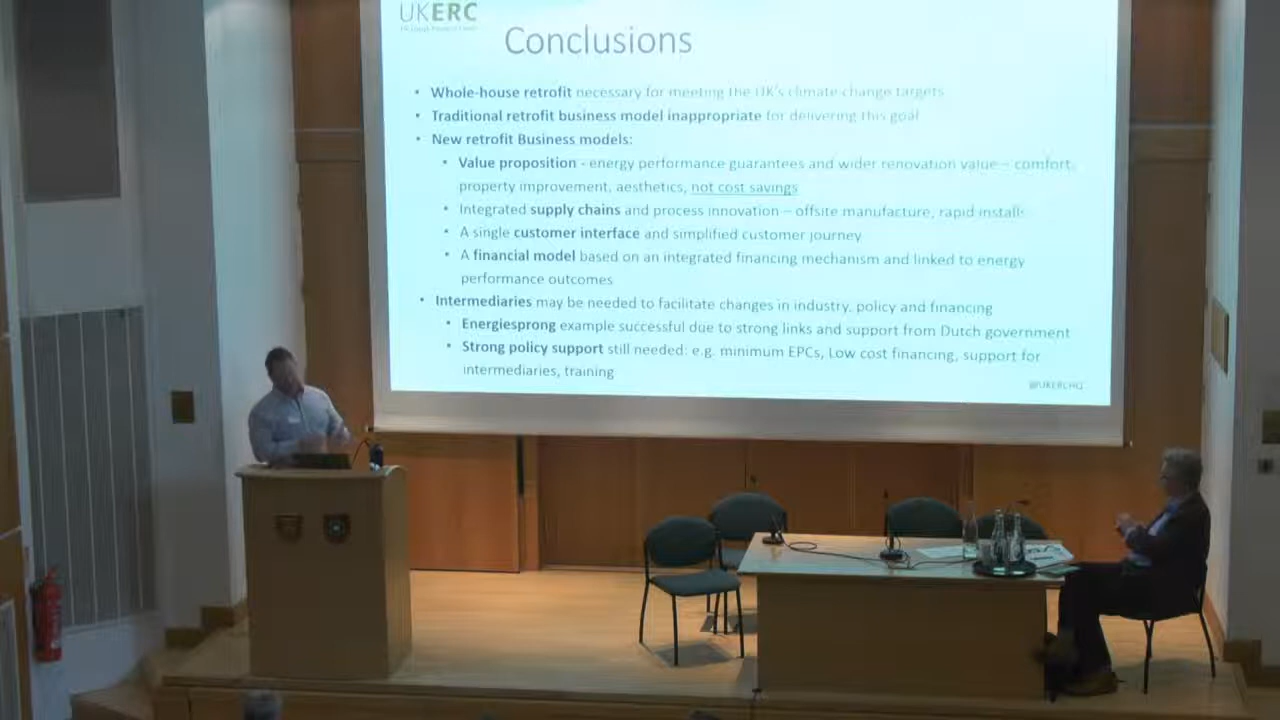 UKERC
Conclusions
• Whole-house retrofit necessary for meeting the UK's climate change targets
• Traditional retrofit business model inappropriate for delivering this goal
• New retrofit Business models:
• Value proposition - energy performance guarantees and wider renovation value – comfort,
property improvement, aesthetics, not cost savings
• Integrated supply chains and process innovation – offsite manufacture, rapid install
• A single customer interface and simplified customer journey
• A financial model based on an integrated financing mechanism and linked to energy
performance outcomes
• Intermediaries may be needed to facilitate changes in industry, policy and financing
• Energiesprong example successful due to strong links and support from Dutch government
• Strong policy support still needed: e.g. minimum EPCs, Low cost financing, support for
intermediaries, training
@UKERCHQ